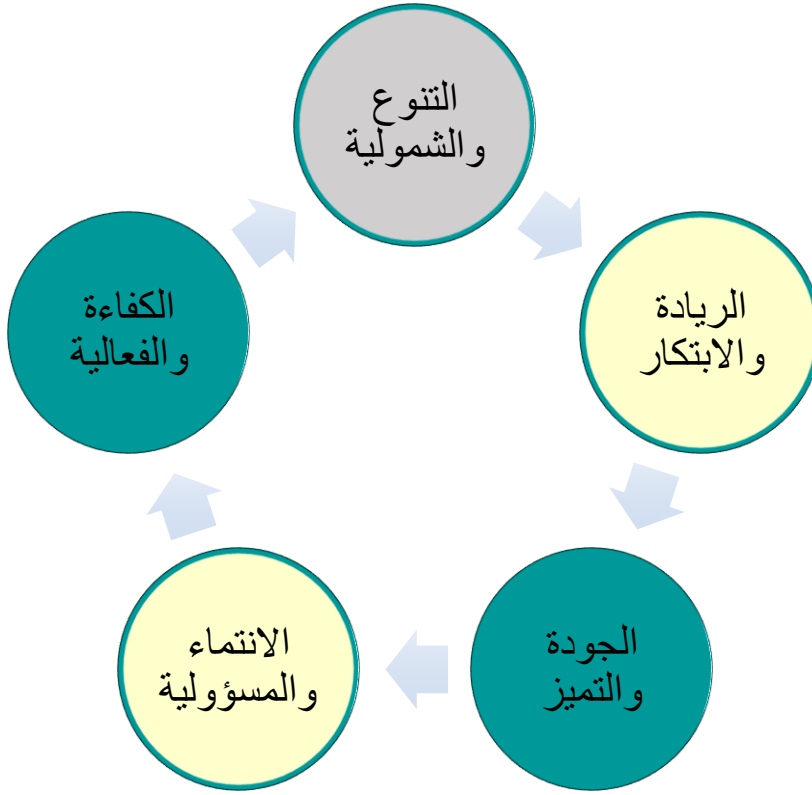 التنوع
والشمولية
الريادة
والابتكار
الجودة
والتميز
الانتماء
والمسؤولية
الكفاءة
والفعالية